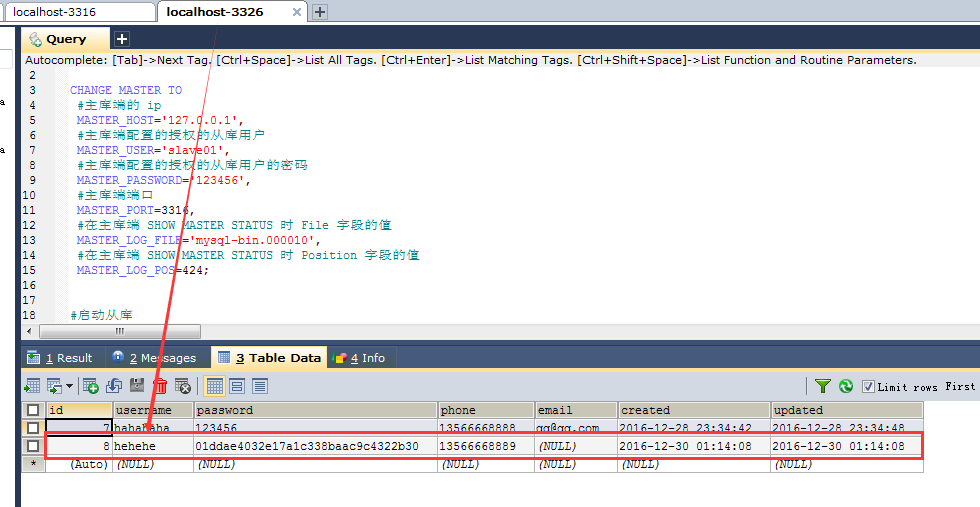 localhost-3316
localhost-3326
Query
Autocomplete: [Tab]->Next Tag. [Ctrl+Space]->List All Tags. [Ctrl+Enter]->List Matching Tags. [Ctrl+Shift+Space]->List Function and Routine Parameters.
2
3 CHANGE MASTER TO
4 #主库端的 ip
5 MASTER_HOST='127.0.0.1',
6 #主库端配置的授权的从库用户
7 MASTER_USER='slave01',
8 #主库端配置的授权的从库用户的密码
9 MASTER_PASSWORD='123456',
10 #主库端端口
11 MASTER_PORT=3316,
12 #在主库端 SHOW MASTER STATUS 时 File 字段的值
13 MASTER_LOG_FILE='mysql-bin.000010',
14 #在主库端 SHOW MASTER STATUS 时 Position 字段的值
15 MASTER_LOG_POS=424;
16
17
18 #启动从库
1 Result 2 Messages 3 Table Data 4 Info
Limit rows First
id username password phone email created updated
7 hahahaha 123456 13566668888 qq@qq.com 2016-12-28 23:34:42 2016-12-28 23:34:48
8 hehehe 01ddae4032e17a1c338baac9c4322b30 13566668889 (NULL) 2016-12-30 01:14:08 2016-12-30 01:14:08
* (Auto) (NULL) (NULL) (NULL) (NULL) (NULL) (NULL)